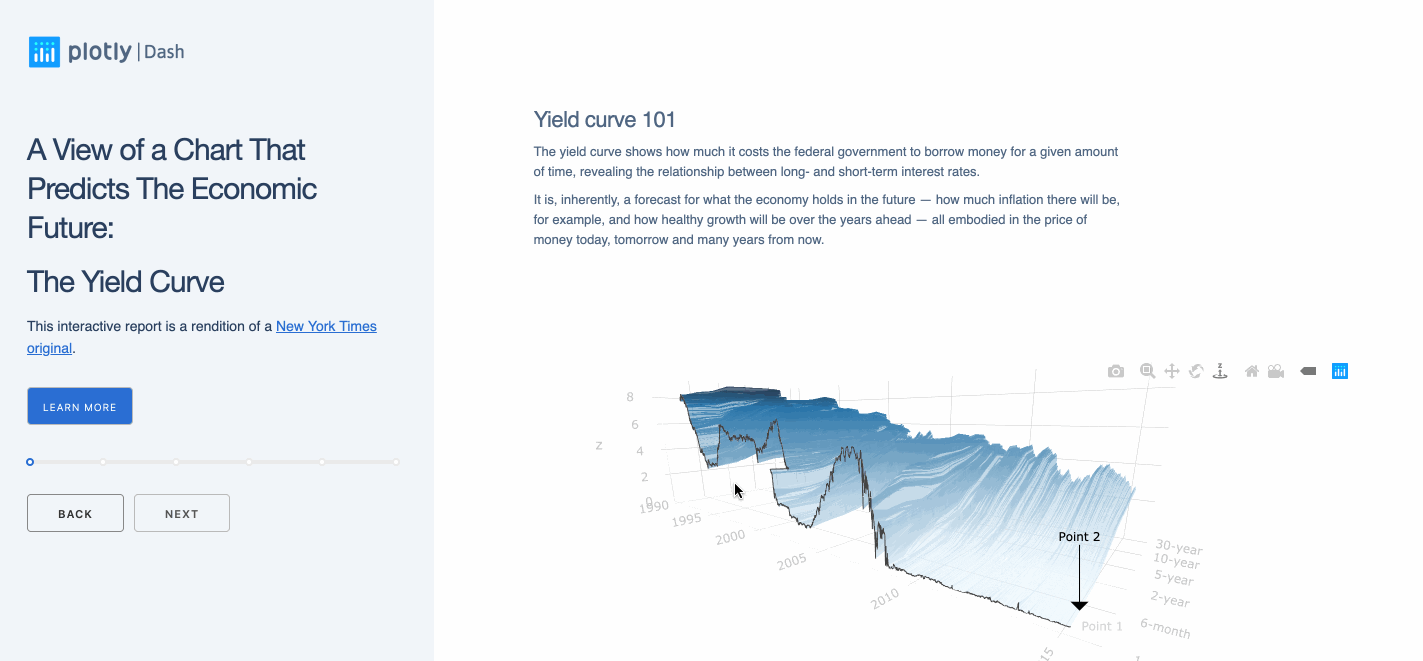 plotly | Dash
A View of a Chart That
Predicts The Economic
Future:
The Yield Curve
This interactive report is a rendition of a New York Times
original.
LEARN MORE
BACK
NEXT
Yield curve 101
The yield curve shows how much it costs the federal government to borrow money for a given amount
of time, revealing the relationship between long- and short-term interest rates.
It is, inherently, a forecast for what the economy holds in the future — how much inflation there will be,
for example, and how healthy growth will be over the years ahead — all embodied in the price of
money today, tomorrow and many years from now.
z
8
6
4
2
0
1990
1995
2000
2005
2010
15
Point 2
Point 1
30-year
10-year
5-year
2-year
6-month
z